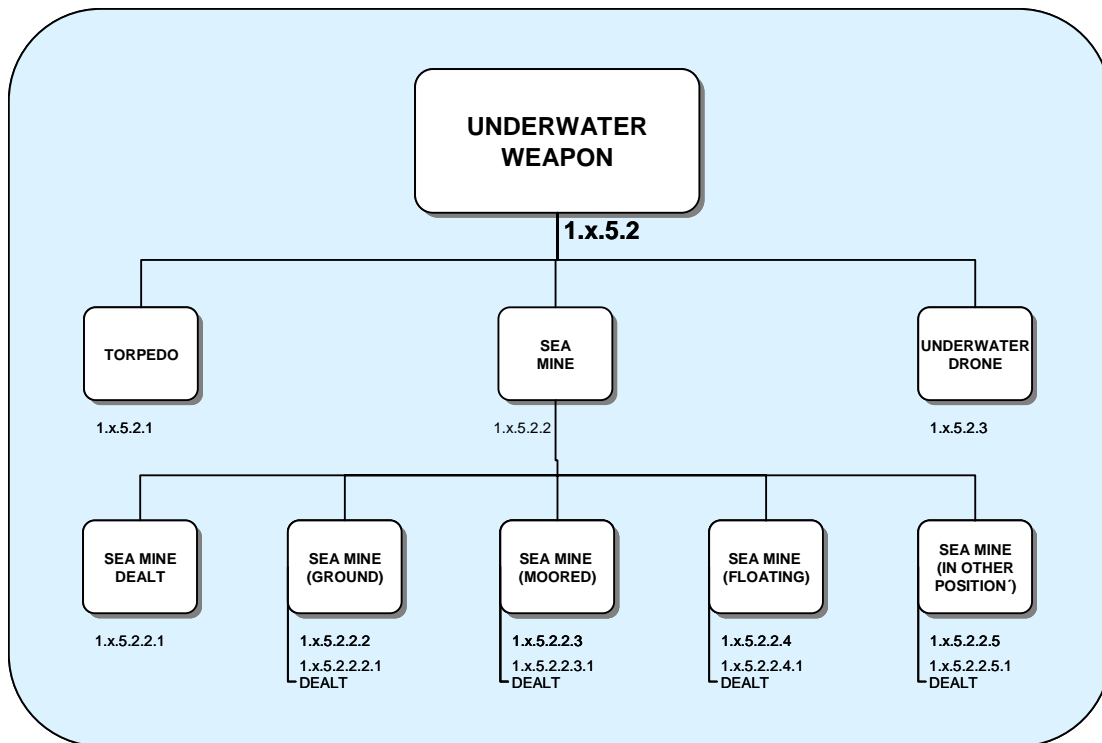 UNDERWATER
WEAPON
1.x.5.2
TORPEDO
1.x.5.2.1
SEA
MINE
1.x.5.2.2
UNDERWATER
DRONE
1.x.5.2.3
SEA MINE
DEALT
1.x.5.2.2.1
SEA MINE
(GROUND)
1.x.5.2.2.2
1.x.5.2.2.2.1
DEALT
SEA MINE
(MOORED)
1.x.5.2.2.3
1.x.5.2.2.3.1
DEALT
SEA MINE
(FLOATING)
1.x.5.2.2.4
1.x.5.2.2.4.1
DEALT
SEA MINE
(IN OTHER
POSITION´)
1.x.5.2.2.5
1.x.5.2.2.5.1
DEALT